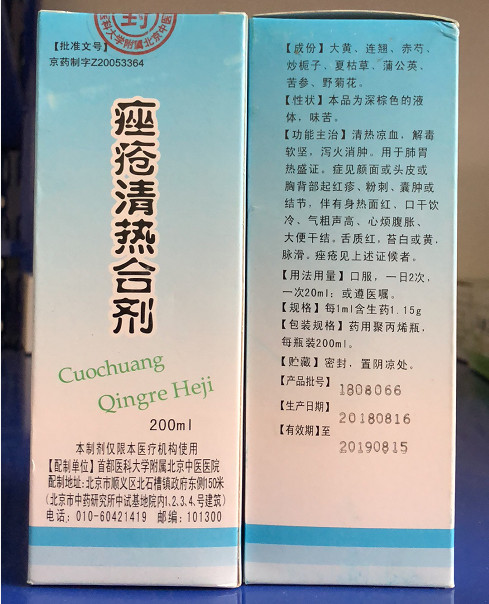 封
医科大学附属北京中医
【批准文号】
京药制字Z20053364
痤疮清热合剂
Cuochuang
Qingre Heji
200ml
本制剂仅限本医疗机构使用
【配制单位】首都医科大学附属北京中医医院
配制地址:北京市顺义区北石槽镇政府东侧150米
(北京市中药研究所中试基地院内1.2.3.4.号建筑)
电话：010-60421419 邮编：101300
【成份】大黄、连翘、赤芍、
炒栀子、夏枯草、蒲公英、
苦参、野菊花。
【性状】本品为深棕色的液
体，味苦。
【功能主治】清热凉血，解毒
软坚，泻火消肿。用于肺胃
热盛证。症见颜面或头皮或
胸背部起红疹、粉刺、囊肿或
结节，伴有身热面红、口干饮
冷、气粗声高、心烦腹胀、
大便干结。舌质红，苔白或黄，
脉滑。痤疮见上述证候者。
【用法用量】口服，一日2次，
一次20ml；或遵医嘱。
【规格】每1ml含生药1.15g
【包装规格】药用聚丙烯瓶，
每瓶装200ml。
【贮藏】密封，置阴凉处。
【产品批号】 1808066
【生产日期】 20180816
【有效期】至 20190815